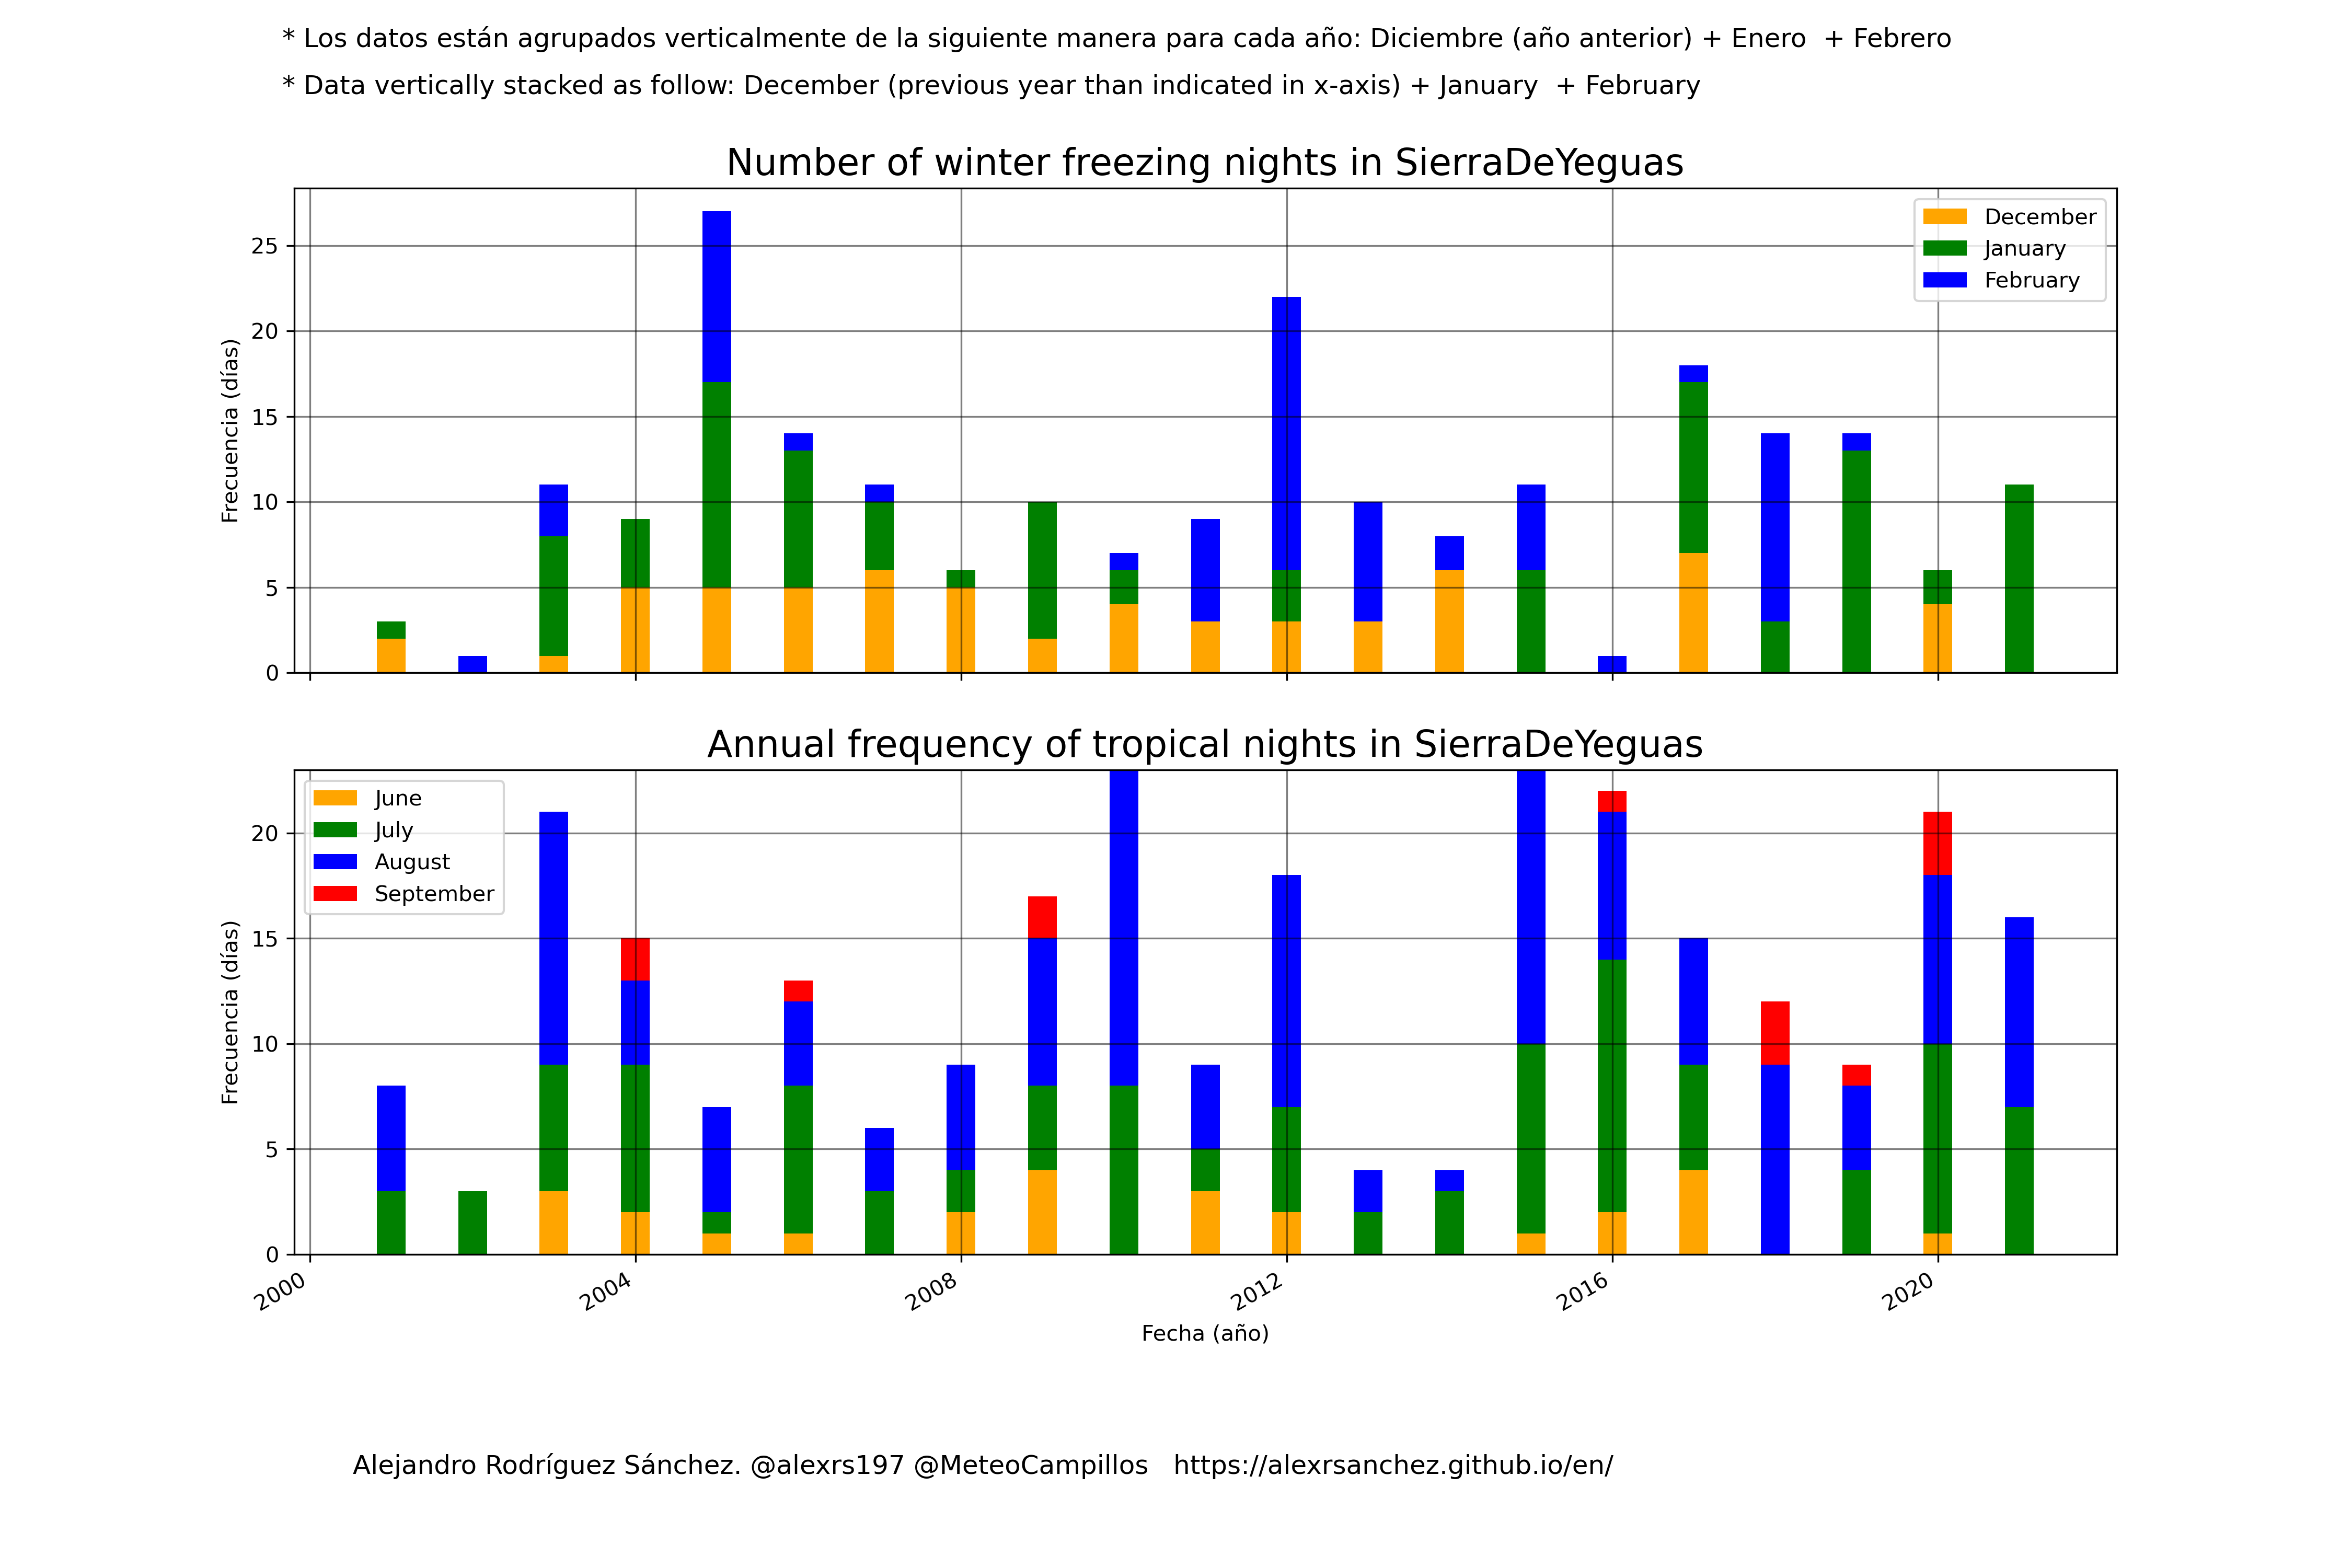 * Los datos están agrupados verticalmente de la siguiente manera para cada año: Diciembre (año anterior) + Enero  + Febrero
* Data vertically stacked as follow: December (previous year than indicated in x-axis) + January  + February
Number of winter freezing nights in SierraDeYeguas
Frecuencia (días)
25
20
15
10
5
0
December
January
February
Annual frequency of tropical nights in SierraDeYeguas
Frecuencia (días)
20
15
10
5
0
June
July
August
September
2000 2004 2008 2012 2016 2020
Fecha (año)
Alejandro Rodríguez Sánchez. @alexrs197 @MeteoCampillos   https://alexrsanchez.github.io/en/